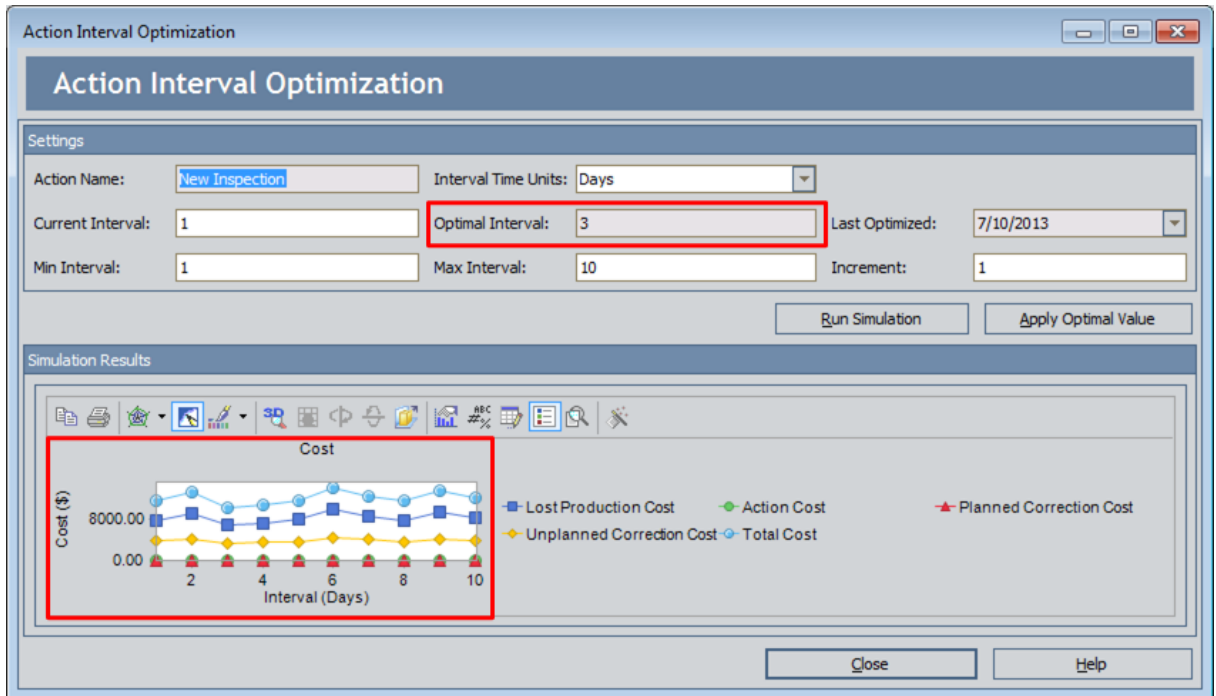 Action Interval Optimization
Action Interval Optimization
Settings
Action Name: New Inspection Interval Time Units: Days
Current Interval: 1 Optimal Interval: 3 Last Optimized: 7/10/2013
Min Interval: 1 Max Interval: 10 Increment: 1
Run Simulation Apply Optimal Value
Simulation Results
3D ABC #%
Cost
Cost ($)
8000.00
0.00
2 4 6 8 10
Interval (Days)
Lost Production Cost Action Cost Planned Correction Cost
Unplanned Correction Cost Total Cost
Close Help